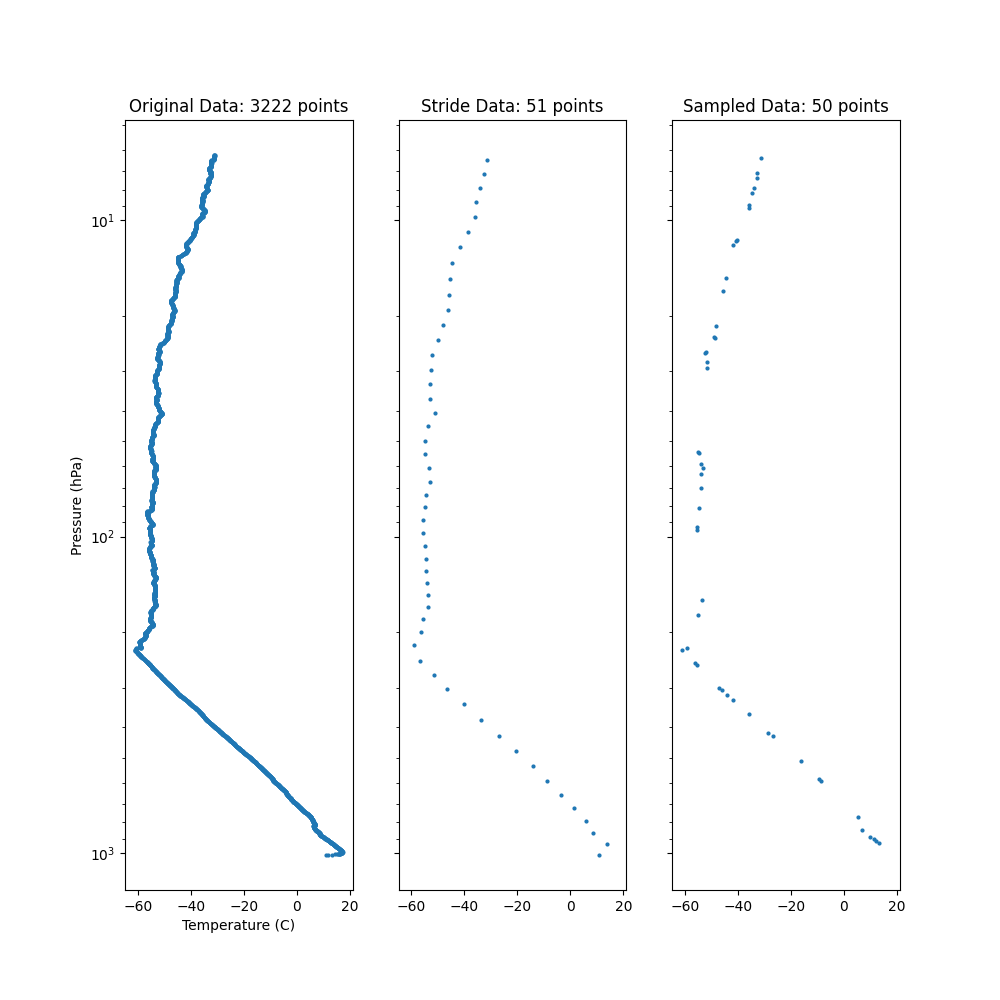 Original Data: 3222 points
Stride Data: 51 points
Sampled Data: 50 points
Pressure (hPa)
10¹
10²
10³
−60 −40 −20 0 20
−60 −40 −20 0 20
−60 −40 −20 0 20
Temperature (C)